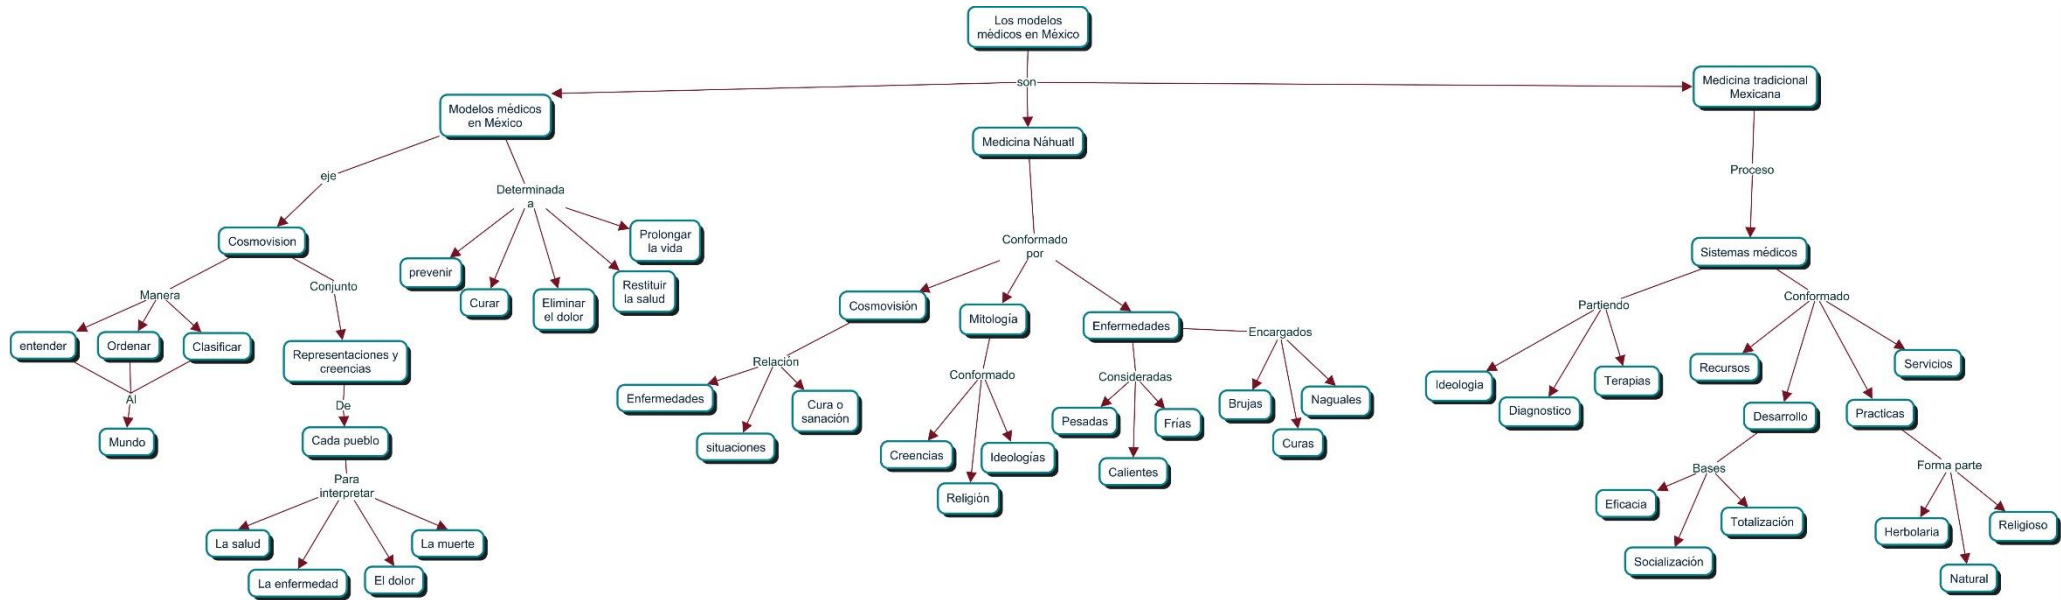 Los modelos
médicos en México
son
Modelos médicos
en México
Medicina Náhuatl
Medicina tradicional
Mexicana
eje
Determinada
a
Proceso
Cosmovision
prevenir
Curar
Eliminar
el dolor
Restituir
la salud
Prolongar
la vida
Manera
Conjunto
entender
Ordenar
Clasificar
Al
Mundo
Representaciones y
creencias
De
Cada pueblo
Para
interpretar
La salud
La enfermedad
El dolor
La muerte
Conformado
por
Cosmovisión
Mitología
Enfermedades
Encargados
Relación
Enfermedades
situaciones
Cura o
sanación
Conformado
Creencias
Religión
Ideologías
Consideradas
Pesadas
Calientes
Frías
Brujas
Curas
Naguales
Sistemas médicos
Partiendo
Conformado
Ideologia
Diagnostico
Terapias
Recursos
Desarrollo
Practicas
Servicios
Bases
Eficacia
Socialización
Totalización
Forma parte
Herbolaria
Natural
Religioso